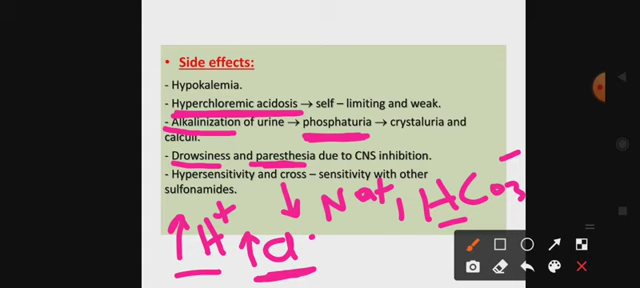 • Side effects:
- Hypokalemia.
- Hyperchloremic acidosis → self – limiting and weak.
- Alkalinization of urine → phosphaturia → crystaluria and
calculi.
- Drowsiness and paresthesia due to CNS inhibition.
- Hypersensitivity and cross – sensitivity with other
sulfonamides.
↓ Na+, HCO3-
↑H+ ↑Cl-